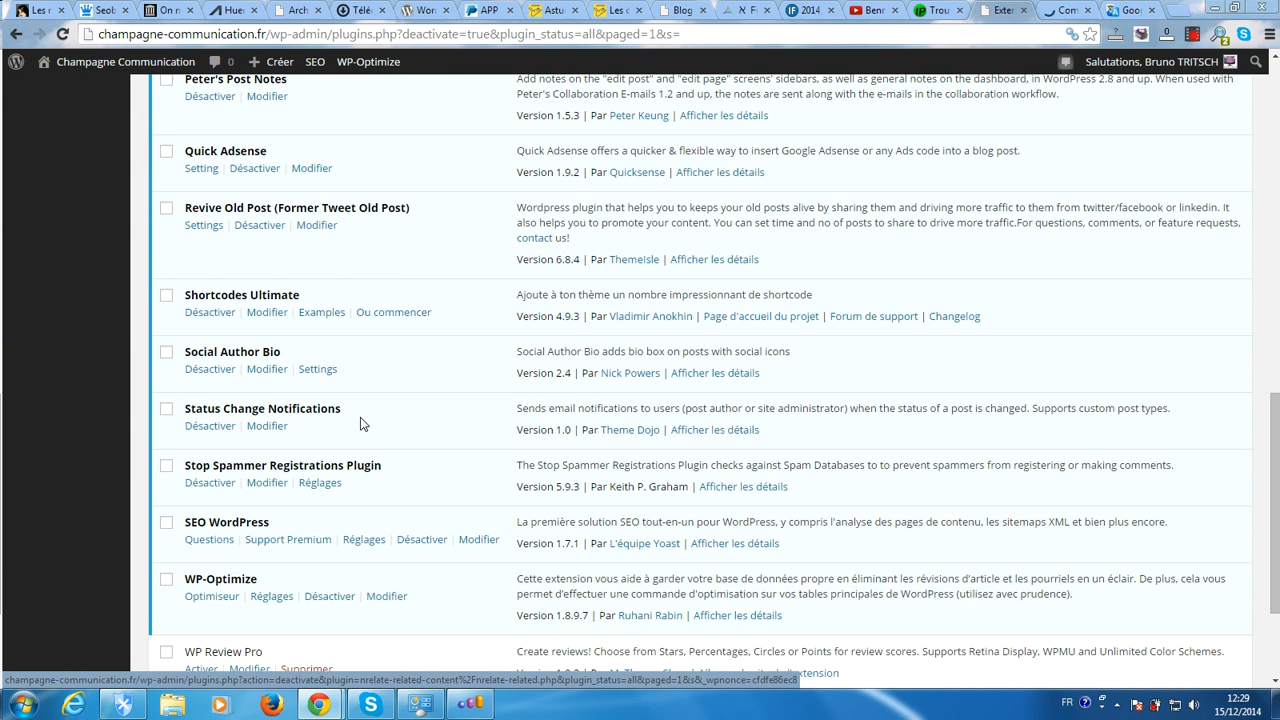 Les n
Seob
On n
Huer
Arch
Télé
Word
APP
Astu
Les c
Blog
F
2014
Benn
Trou
Exter
Com
Goo
champagne-communication.fr/wp-admin/plugins.php?deactivate=true&plugin_status=all&paged=1&s=
Champagne Communication 0 Créer SEO WP-Optimize Salutations, Bruno TRITSCH
Peter's Post Notes
Désactiver | Modifier
Add notes on the "edit post" and "edit page" screens' sidebars, as well as general notes on the dashboard, in WordPress 2.8 and up. When used with
Peter's Collaboration E-mails 1.2 and up, the notes are sent along with the e-mails in the collaboration workflow.
Version 1.5.3 | Par Peter Keung | Afficher les détails
Quick Adsense
Setting | Désactiver | Modifier
Quick Adsense offers a quicker & flexible way to insert Google Adsense or any Ads code into a blog post.
Version 1.9.2 | Par Quicksense | Afficher les détails
Revive Old Post (Former Tweet Old Post)
Settings | Désactiver | Modifier
Wordpress plugin that helps you to keeps your old posts alive by sharing them and driving more traffic to them from twitter/facebook or linkedin. It
also helps you to promote your content. You can set time and no of posts to share to drive more traffic.For questions, comments, or feature requests,
contact us!
Version 6.8.4 | Par ThemeIsle | Afficher les détails
Shortcodes Ultimate
Désactiver | Modifier | Examples | Ou commencer
Ajoute à ton thème un nombre impressionnant de shortcode
Version 4.9.3 | Par Vladimir Anokhin | Page d'accueil du projet | Forum de support | Changelog
Social Author Bio
Désactiver | Modifier | Settings
Social Author Bio adds bio box on posts with social icons
Version 2.4 | Par Nick Powers | Afficher les détails
Status Change Notifications
Désactiver | Modifier
Sends email notifications to users (post author or site administrator) when the status of a post is changed. Supports custom post types.
Version 1.0 | Par Theme Dojo | Afficher les détails
Stop Spammer Registrations Plugin
Désactiver | Modifier | Réglages
The Stop Spammer Registrations Plugin checks against Spam Databases to to prevent spammers from registering or making comments.
Version 5.9.3 | Par Keith P. Graham | Afficher les détails
SEO WordPress
Questions | Support Premium | Réglages | Désactiver | Modifier
La première solution SEO tout-en-un pour WordPress, y compris l'analyse des pages de contenu, les sitemaps XML et bien plus encore.
Version 1.7.1 | Par L'équipe Yoast | Afficher les détails
WP-Optimize
Optimiseur | Réglages | Désactiver | Modifier
Cette extension vous aide à garder votre base de données propre en éliminant les révisions d'article et les pourriels en un éclair. De plus, cela vous
permet d'effectuer une commande d'optimisation sur vos tables principales de WordPress (utilisez avec prudence).
Version 1.8.9.7 | Par Ruhani Rabin | Afficher les détails
WP Review Pro
Activer | Modifier | Supprimer
Create reviews! Choose from Stars, Percentages, Circles or Points for review scores. Supports Retina Display, WPMU and Unlimited Color Schemes.
champagne-communication.fr/wp-admin/plugins.php?action=deactivate&plugin=nrelate-related-content%2Fnrelate-related.php&plugin_status=all&paged=1&s&_wpnonce=cfdfe86ec8
FR
12:29
15/12/2014